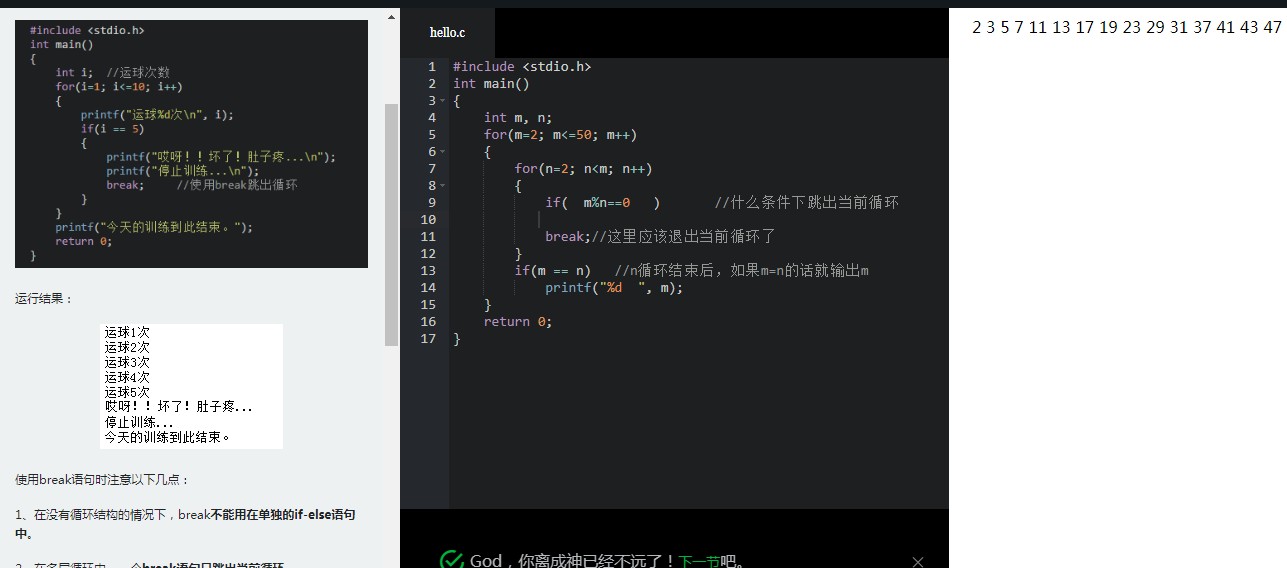 #include <stdio.h>
int main()
{
    int i;  //运球次数
    for(i=1; i<=10; i++)
    {
        printf("运球%d次\n", i);
        if(i == 5)
        {
            printf("哎呀！！坏了！肚子疼...\n");
            printf("停止训练...\n");
            break;     //使用break跳出循环
        }
    }
    printf("今天的训练到此结束。");
    return 0;
}
运行结果：
运球1次
运球2次
运球3次
运球4次
运球5次
哎呀！！坏了！肚子疼...
停止训练...
今天的训练到此结束。
使用break语句时注意以下几点：
1、在没有循环结构的情况下，break不能用在单独的if-else语句
中。
2、在多层循环中，一个break语句只跳出当前循环
hello.c
1 #include <stdio.h>
2 int main()
3 {
4     int m, n;
5     for(m=2; m<=50; m++)
6     {
7         for(n=2; n<m; n++)
8         {
9             if(  m%n==0   )       //什么条件下跳出当前循环
10
11             break;//这里应该退出当前循环了
12         }
13         if(m == n)   //n循环结束后，如果m=n的话就输出m
14             printf("%d  ", m);
15     }
16     return 0;
17 }
God，你离成神已经不远了！下一节吧。
2 3 5 7 11 13 17 19 23 29 31 37 41 43 47